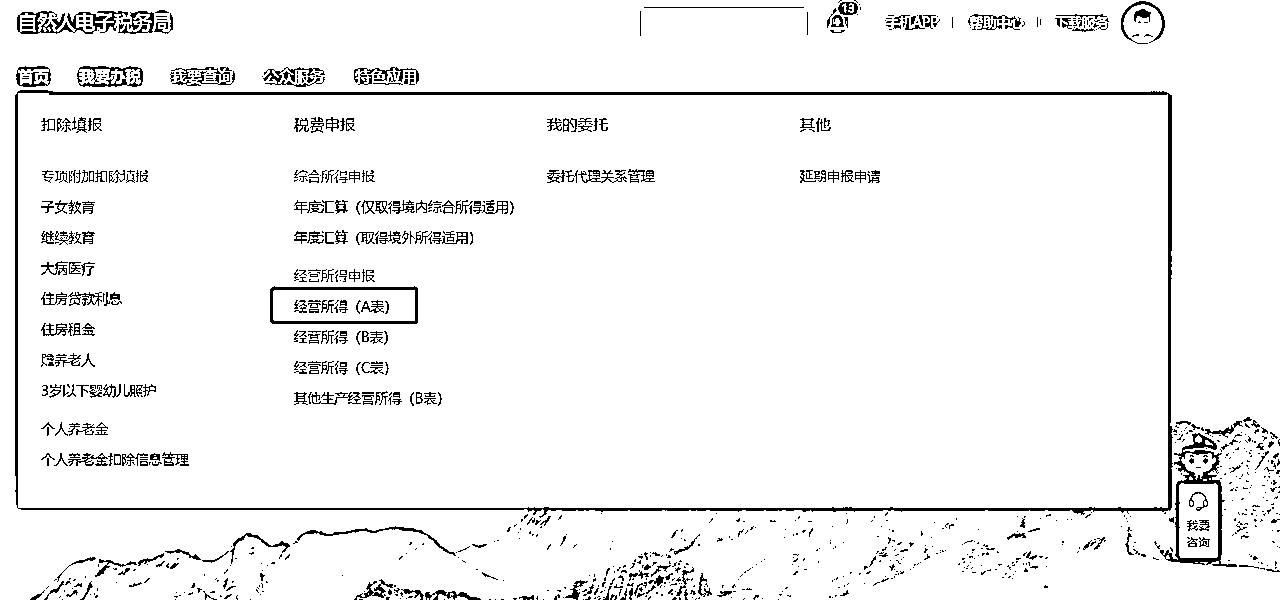 自然人电子税务局
13
手机APP
帮助中心
下载服务
首页
我要办税
我要查询
公众服务
特色应用
扣除填报
专项附加扣除填报
子女教育
继续教育
大病医疗
住房贷款利息
住房租金
赡养老人
3岁以下婴幼儿照护
个人养老金
个人养老金扣除信息管理
税费申报
综合所得申报
年度汇算（仅取得境内综合所得适用）
年度汇算（取得境外所得适用）
经营所得申报
经营所得（A表）
经营所得（B表）
经营所得（C表）
其他生产经营所得（B表）
我的委托
委托代理关系管理
其他
延期申报申请
我要
咨询